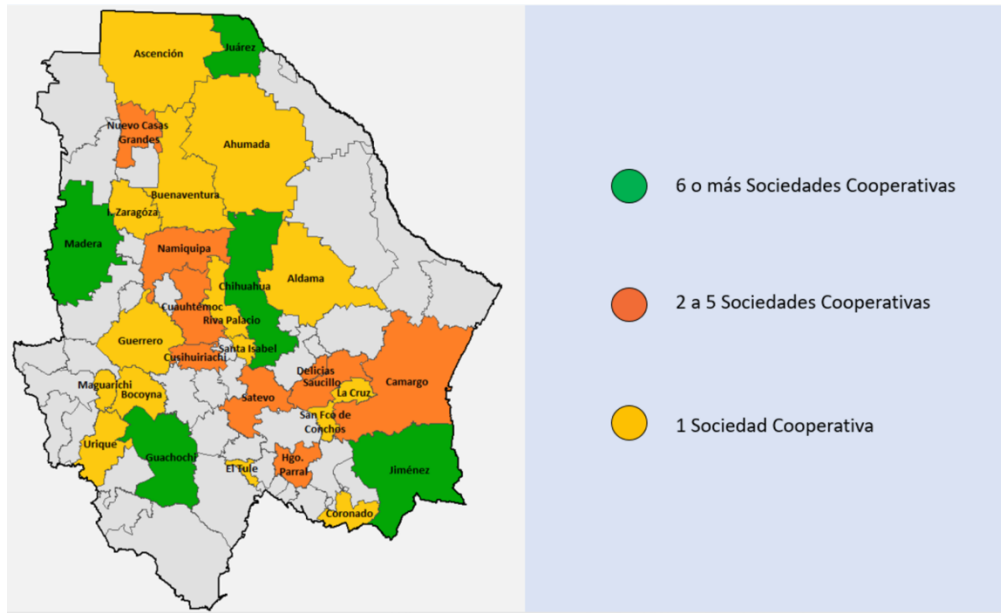 Ascención
Juárez
Nuevo Casas
Grandes
Ahumada
Buenaventura
I. Zaragóza
Madera
Namiquipa
Aldama
Chihuahua
Cuauhtémoc
Riva Palacio
Guerrero
Santa Isabel
Cusihuiriachi
Delicias
Saucillo
Camargo
Maguarichi
Bocoyna
La Cruz
Satevo
San Fco de
Conchos
Urique
Guachochi
El Tule
Hgo.
Parral
Jiménez
Coronado
6 o más Sociedades Cooperativas
2 a 5 Sociedades Cooperativas
1 Sociedad Cooperativa